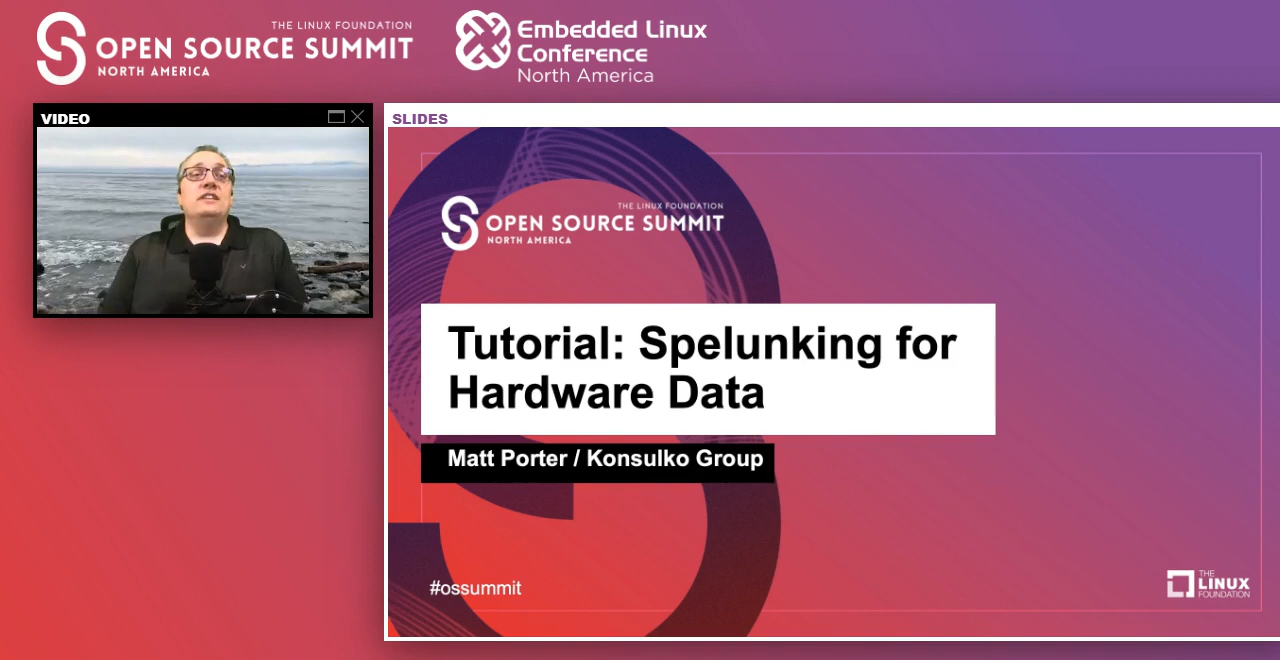 THE LINUX FOUNDATION
OPEN SOURCE SUMMIT
NORTH AMERICA
Embedded Linux
Conference
North America
VIDEO
SLIDES
THE LINUX FOUNDATION
OPEN SOURCE SUMMIT
NORTH AMERICA
Tutorial: Spelunking for
Hardware Data
Matt Porter / Konsulko Group
#ossummit
THE
LINUX
FOUNDATION